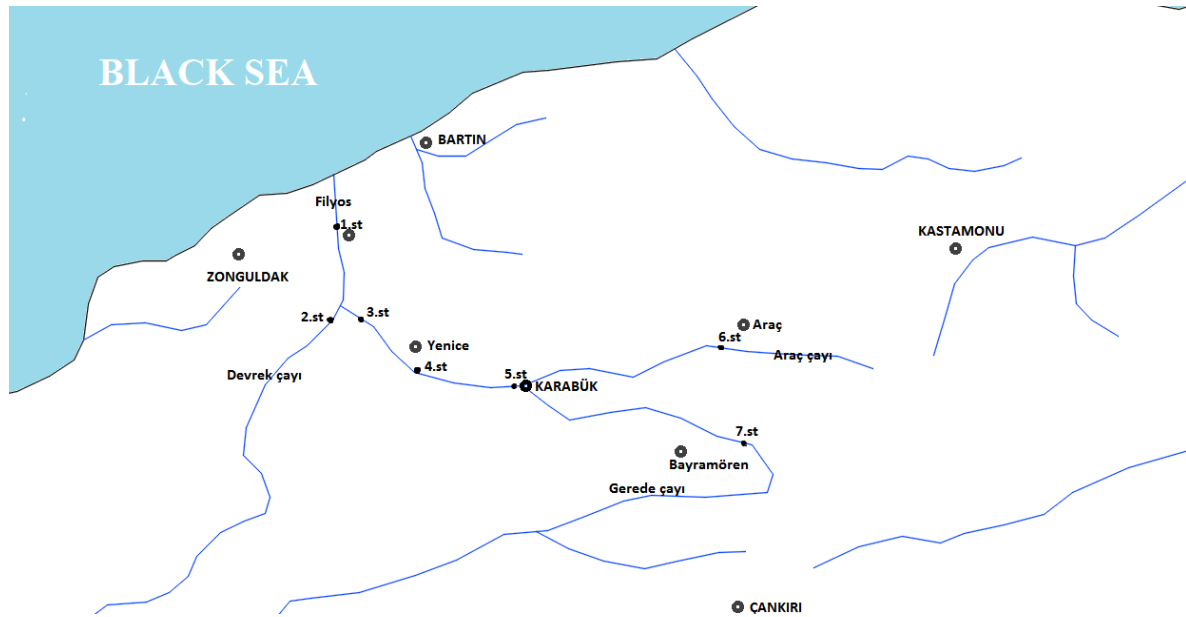 BLACK SEA
BARTIN
Filyos
1.st
KASTAMONU
ZONGULDAK
2.st
3.st
Araç
6.st
Yenice
Araç çayı
4.st
Devrek çayı
5.st
KARABÜK
7.st
Bayramören
Gerede çayı
ÇANKIRI